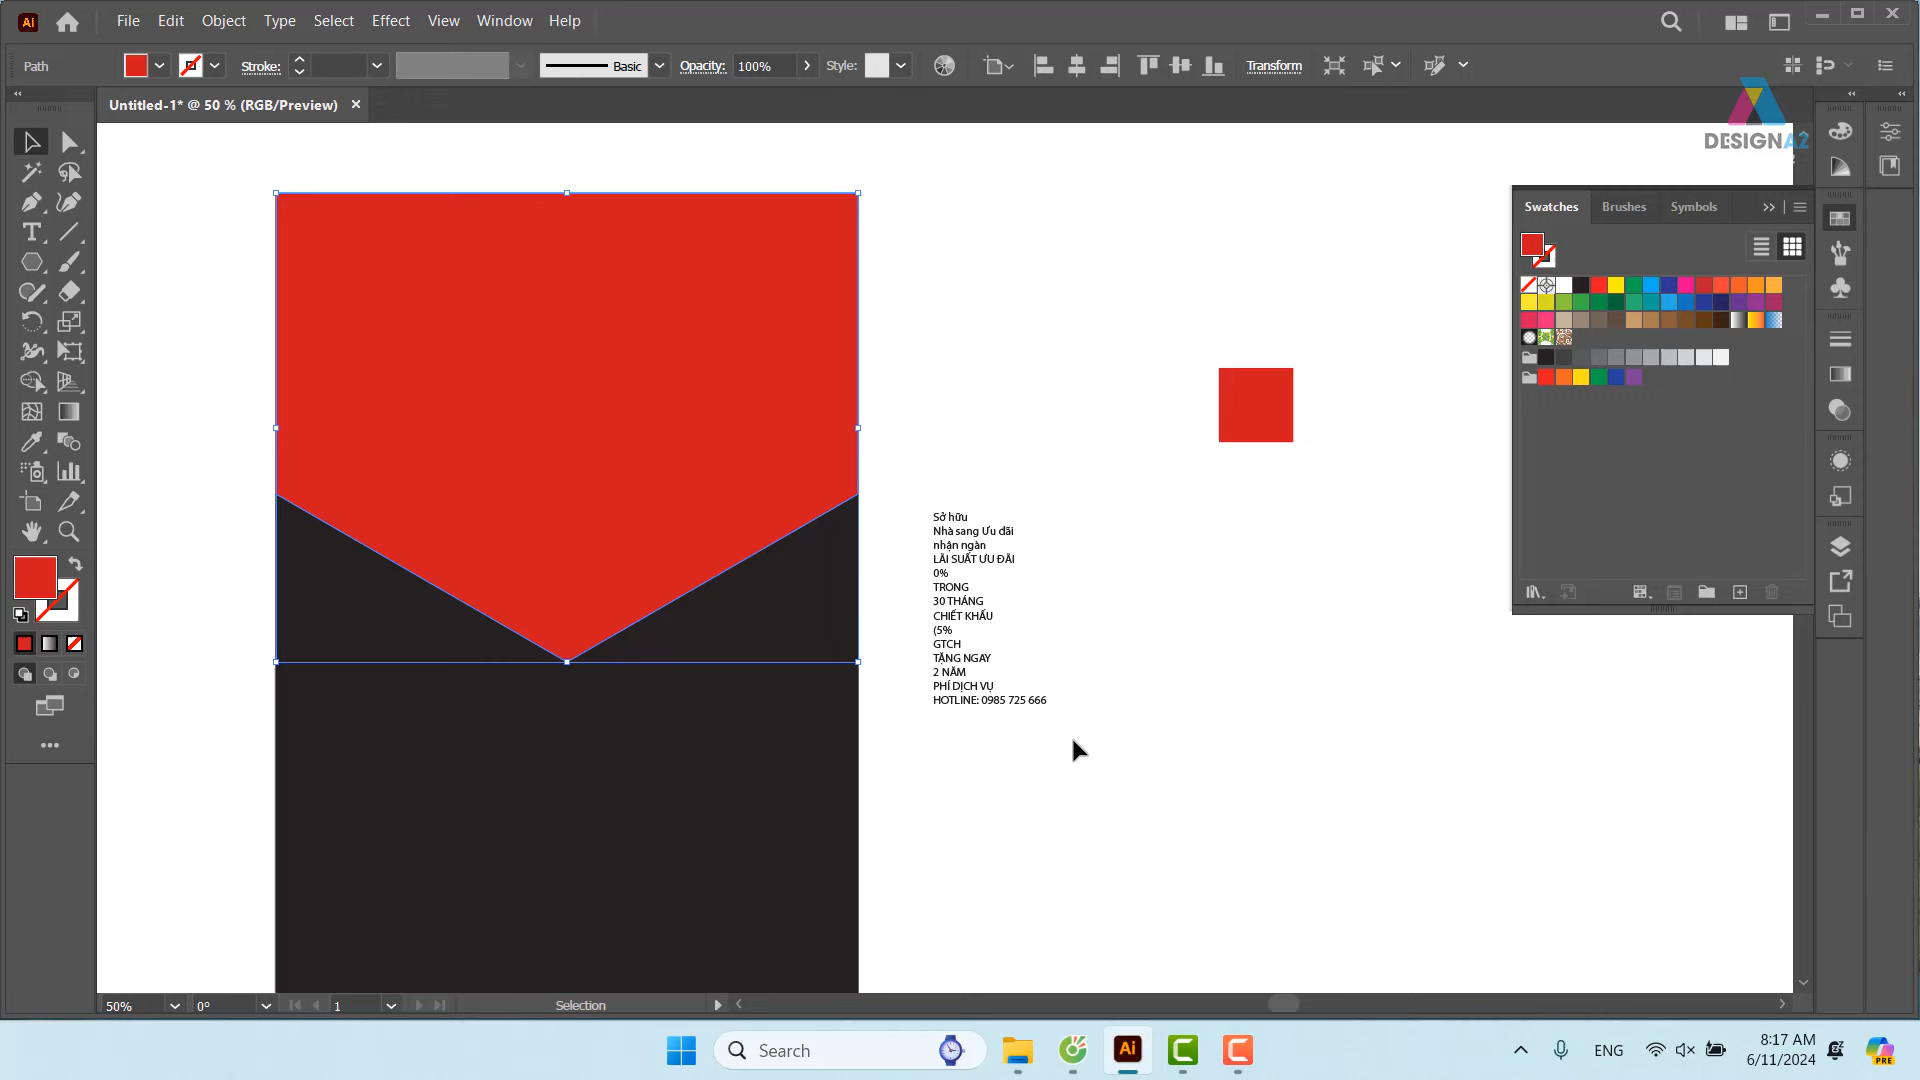 Ai File Edit Object Type Select Effect View Window Help
Path Stroke: Basic Opacity: 100% Style: Transform
Untitled-1* @ 50 % (RGB/Preview)
DESIGNA2
Swatches Brushes Symbols
Sở hữu
Nhà sang Ưu đãi
nhận ngàn
LÃI SUẤT ƯU ĐÃI
0%
TRONG
30 THÁNG
CHIẾT KHẤU
(5%
GTCH
TẶNG NGAY
2 NĂM
PHÍ DỊCH VỤ
HOTLINE: 0985 725 666
50% 0° 1 Selection
Search
Ai
ENG
8:17 AM
6/11/2024
PRE